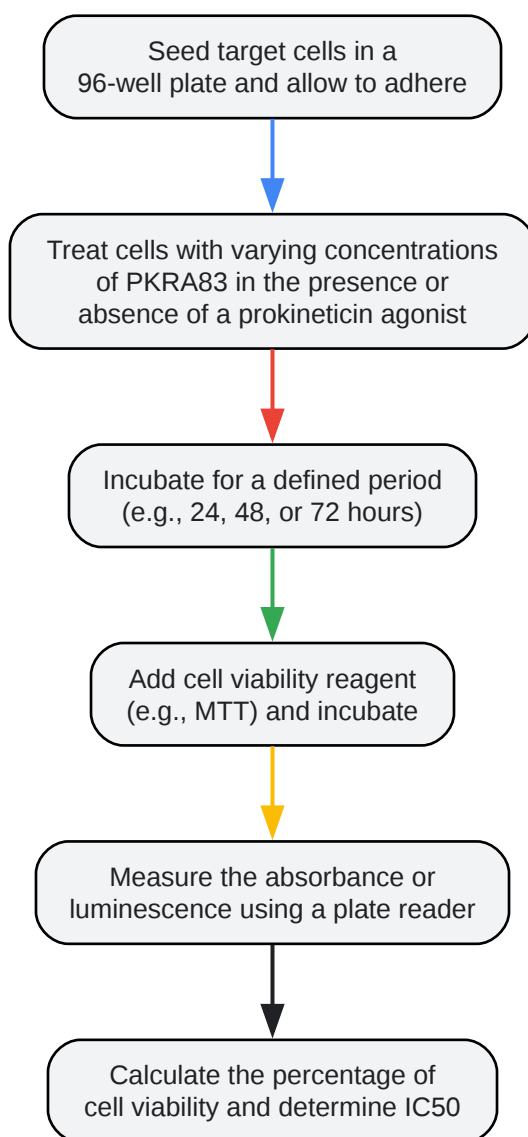 Seed target cells in a
96-well plate and allow to adhere
Treat cells with varying concentrations
of PKRA83 in the presence or
absence of a prokineticin agonist
Incubate for a defined period
(e.g., 24, 48, or 72 hours)
Add cell viability reagent
(e.g., MTT) and incubate
Measure the absorbance or
luminescence using a plate reader
Calculate the percentage of
cell viability and determine IC50